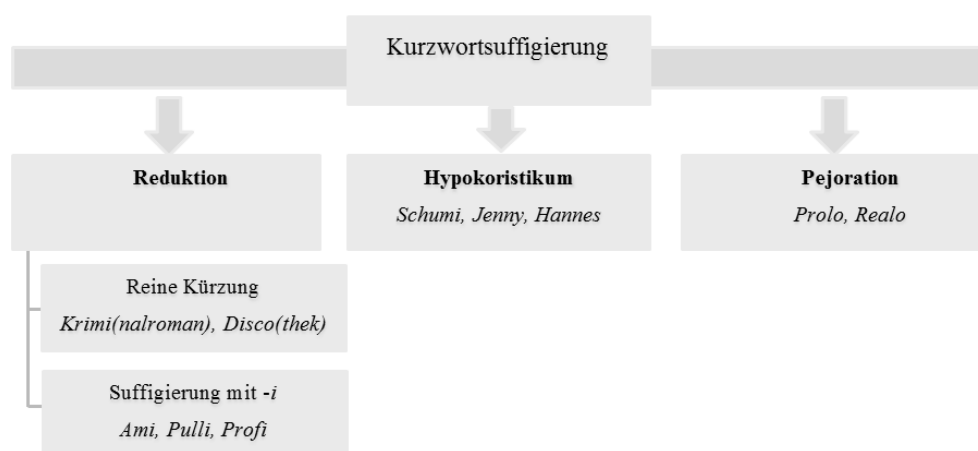 Kurzwortsuffigierung
Reduktion
Hypokoristikum
Schumi, Jenny, Hannes
Pejoration
Prolo, Realo
Reine Kürzung
Krimi(nalroman), Disco(thek)
Suffigierung mit -i
Ami, Pulli, Profi